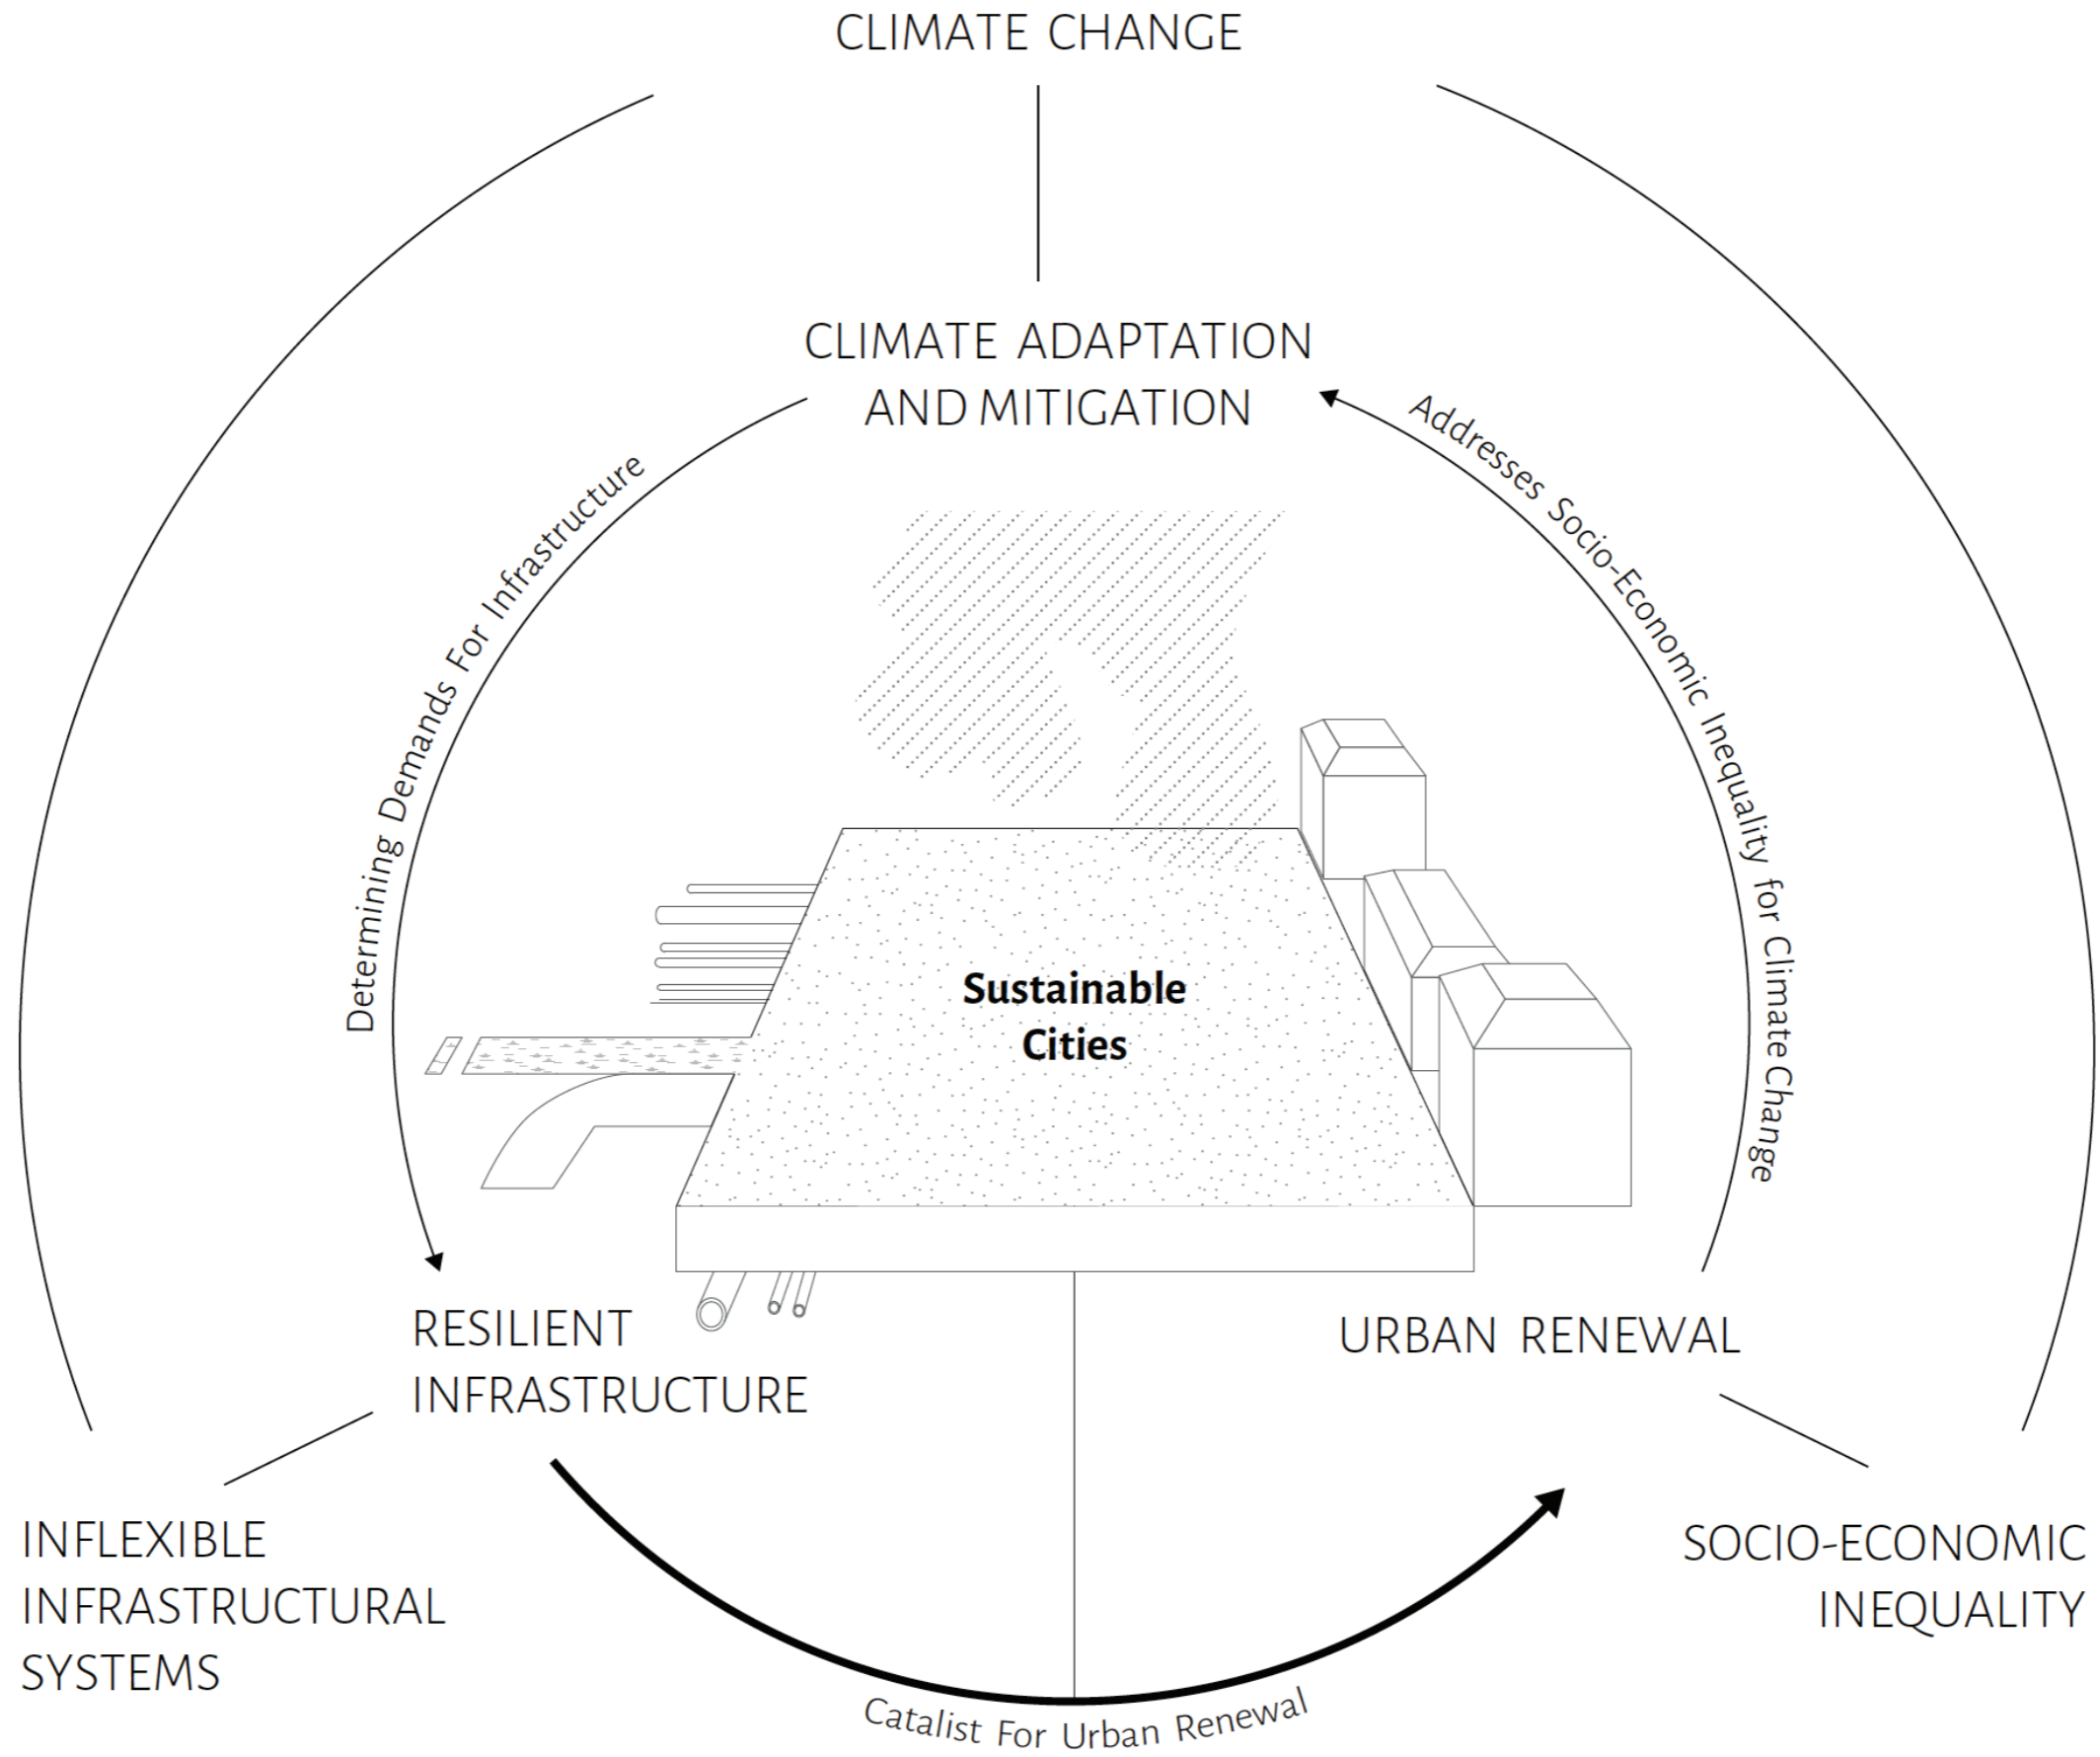 CLIMATE CHANGE
CLIMATE ADAPTATION
AND MITIGATION
Determining Demands For Infrastructure
Addresses Socio-Economic Inequality for Climate Change
Sustainable
Cities
RESILIENT
INFRASTRUCTURE
URBAN RENEWAL
INFLEXIBLE
INFRASTRUCTURAL
SYSTEMS
SOCIO-ECONOMIC
INEQUALITY
Catalist For Urban Renewal